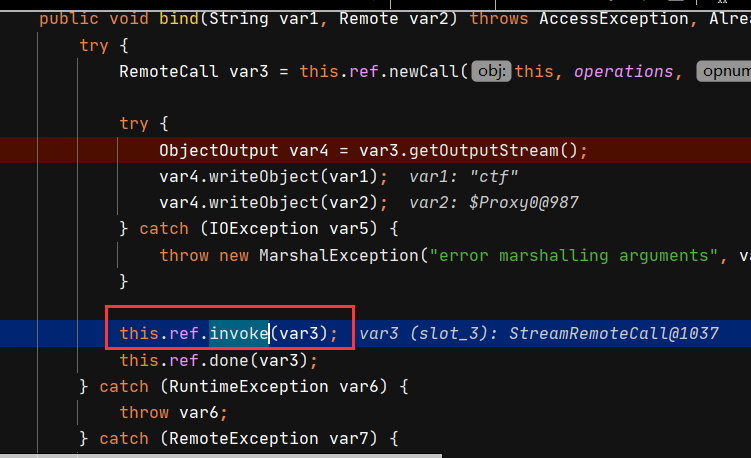 public void bind(String var1, Remote var2) throws AccessException, Alrea
try {
RemoteCall var3 = this.ref.newCall( obj: this, operations, opnum
try {
ObjectOutput var4 = var3.getOutputStream();
var4.writeObject(var1); var1: "ctf"
var4.writeObject(var2); var2: $Proxy0@987
} catch (IOException var5) {
throw new MarshalException("error marshalling arguments", va
}
this.ref.invoke(var3); var3 (slot_3): StreamRemoteCall@1037
this.ref.done(var3);
} catch (RuntimeException var6) {
throw var6;
} catch (RemoteException var7) {